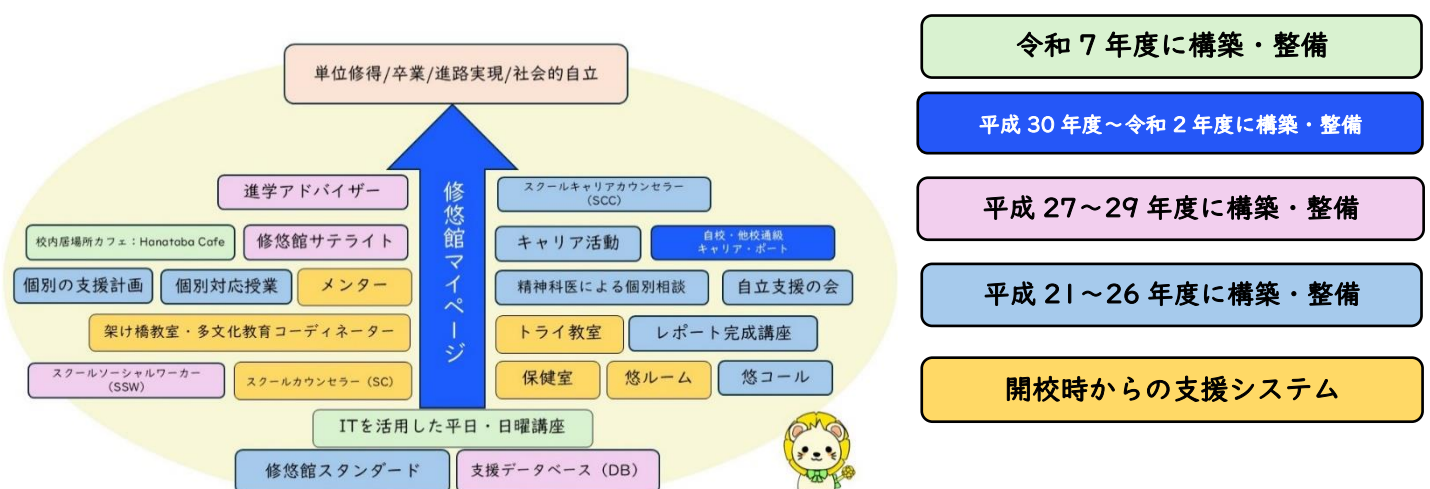 単位修得/卒業/進路実現/社会的自立
修悠館マイページ
進学アドバイザー
校内居場所カフェ：Hanataba Cafe
修悠館サテライト
個別の支援計画
個別対応授業
メンター
架け橋教室・多文化教育コーディネーター
スクールソーシャルワーカー
(SSW)
スクールカウンセラー（SC）
スクールキャリアカウンセラー
(SCC)
キャリア活動
自校・他校通級
キャリア・ポート
精神科医による個別相談
自立支援の会
トライ教室
レポート完成講座
保健室
悠ルーム
悠コール
ITを活用した平日・日曜講座
修悠館スタンダード
支援データベース（DB）
令和 7 年度に構築・整備
平成 30 年度～令和 2 年度に構築・整備
平成 27～29 年度に構築・整備
平成 21～26 年度に構築・整備
開校時からの支援システム